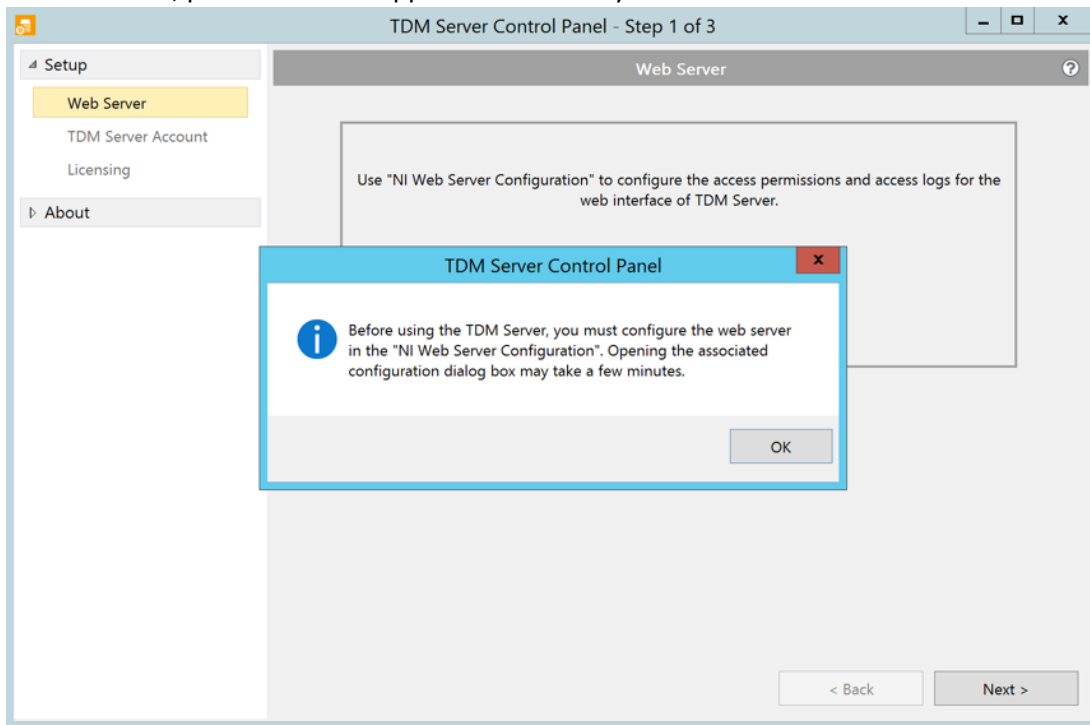 TDM Server Control Panel - Step 1 of 3
Setup
Web Server
TDM Server Account
Licensing
About
Web Server
Use "NI Web Server Configuration" to configure the access permissions and access logs for the
web interface of TDM Server.
TDM Server Control Panel
Before using the TDM Server, you must configure the web server
in the "NI Web Server Configuration". Opening the associated
configuration dialog box may take a few minutes.
OK
< Back
Next >